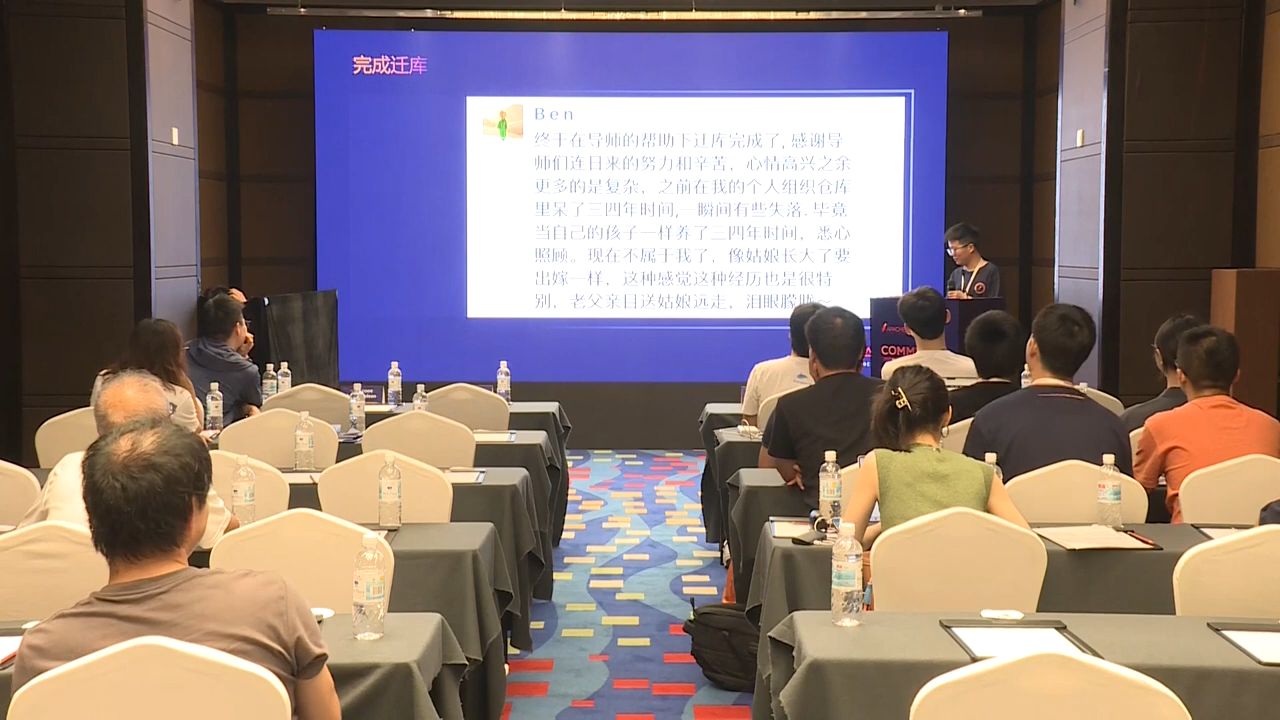 完成迁库
Ben
终于在导师的帮助下迁库完成了, 感谢导
师们连日来的努力和辛苦，心情高兴之余
更多的是复杂，之前在我的个人组织仓库
里呆了三四年时间,一瞬间有些失落. 毕竟
当自己的孩子一样养了三四年时间，悉心
照顾。现在不属于我了，像姑娘长大了要
出嫁一样，这种感觉这种经历也是很特
别，老父亲目送姑娘远走，泪眼朦胧～